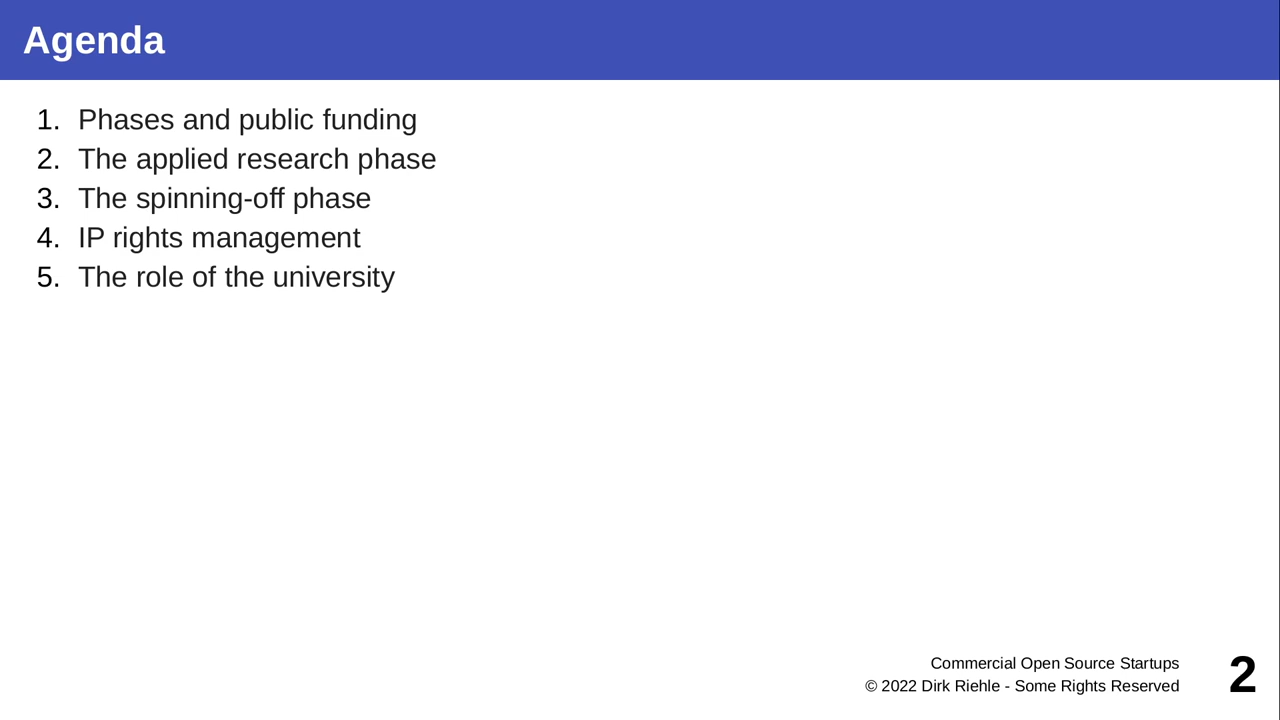 Agenda
1. Phases and public funding
2. The applied research phase
3. The spinning-off phase
4. IP rights management
5. The role of the university
Commercial Open Source Startups
© 2022 Dirk Riehle - Some Rights Reserved
2